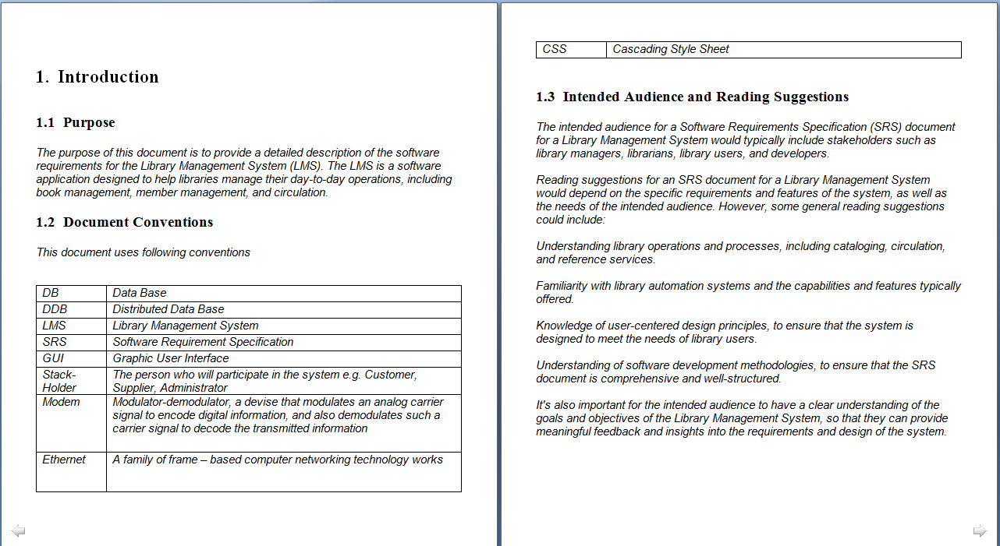 1. Introduction
1.1 Purpose
The purpose of this document is to provide a detailed description of the software
requirements for the Library Management System (LMS). The LMS is a software
application designed to help libraries manage their day-to-day operations, including
book management, member management, and circulation.
1.2 Document Conventions
This document uses following conventions
DB Data Base
DDB Distributed Data Base
LMS Library Management System
SRS Software Requirement Specification
GUI Graphic User Interface
Stack- The person who will participate in the system e.g. Customer,
Holder Supplier, Administrator
Modem Modulator-demodulator, a devise that modulates an analog carrier
signal to encode digital information, and also demodulates such a
carrier signal to decode the transmitted information
Ethernet A family of frame – based computer networking technology works
CSS Cascading Style Sheet
1.3 Intended Audience and Reading Suggestions
The intended audience for a Software Requirements Specification (SRS) document
for a Library Management System would typically include stakeholders such as
library managers, librarians, library users, and developers.
Reading suggestions for an SRS document for a Library Management System
would depend on the specific requirements and features of the system, as well as
the needs of the intended audience. However, some general reading suggestions
could include:
Understanding library operations and processes, including cataloging, circulation,
and reference services.
Familiarity with library automation systems and the capabilities and features typically
offered.
Knowledge of user-centered design principles, to ensure that the system is
designed to meet the needs of library users.
Understanding of software development methodologies, to ensure that the SRS
document is comprehensive and well-structured.
It's also important for the intended audience to have a clear understanding of the
goals and objectives of the Library Management System, so that they can provide
meaningful feedback and insights into the requirements and design of the system.